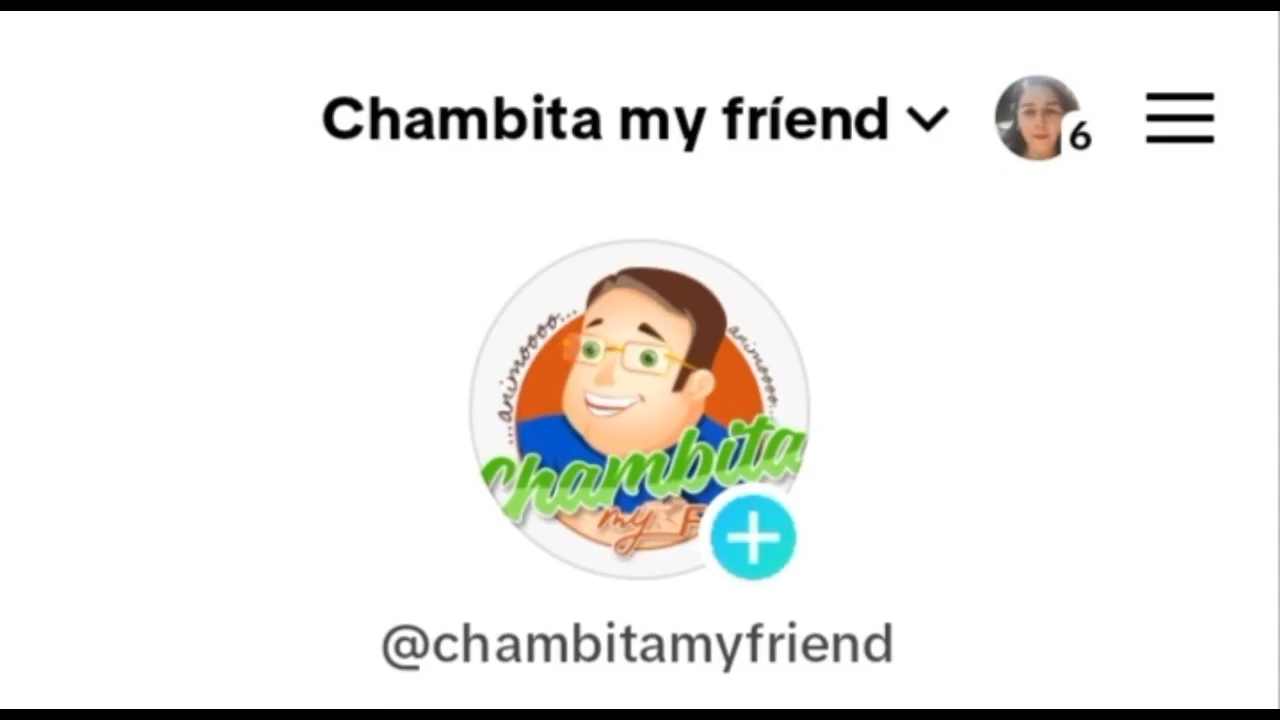 Chambita my fríend
6
...animoooo...
animoooo...
Chambita
my F
@chambitamyfriend